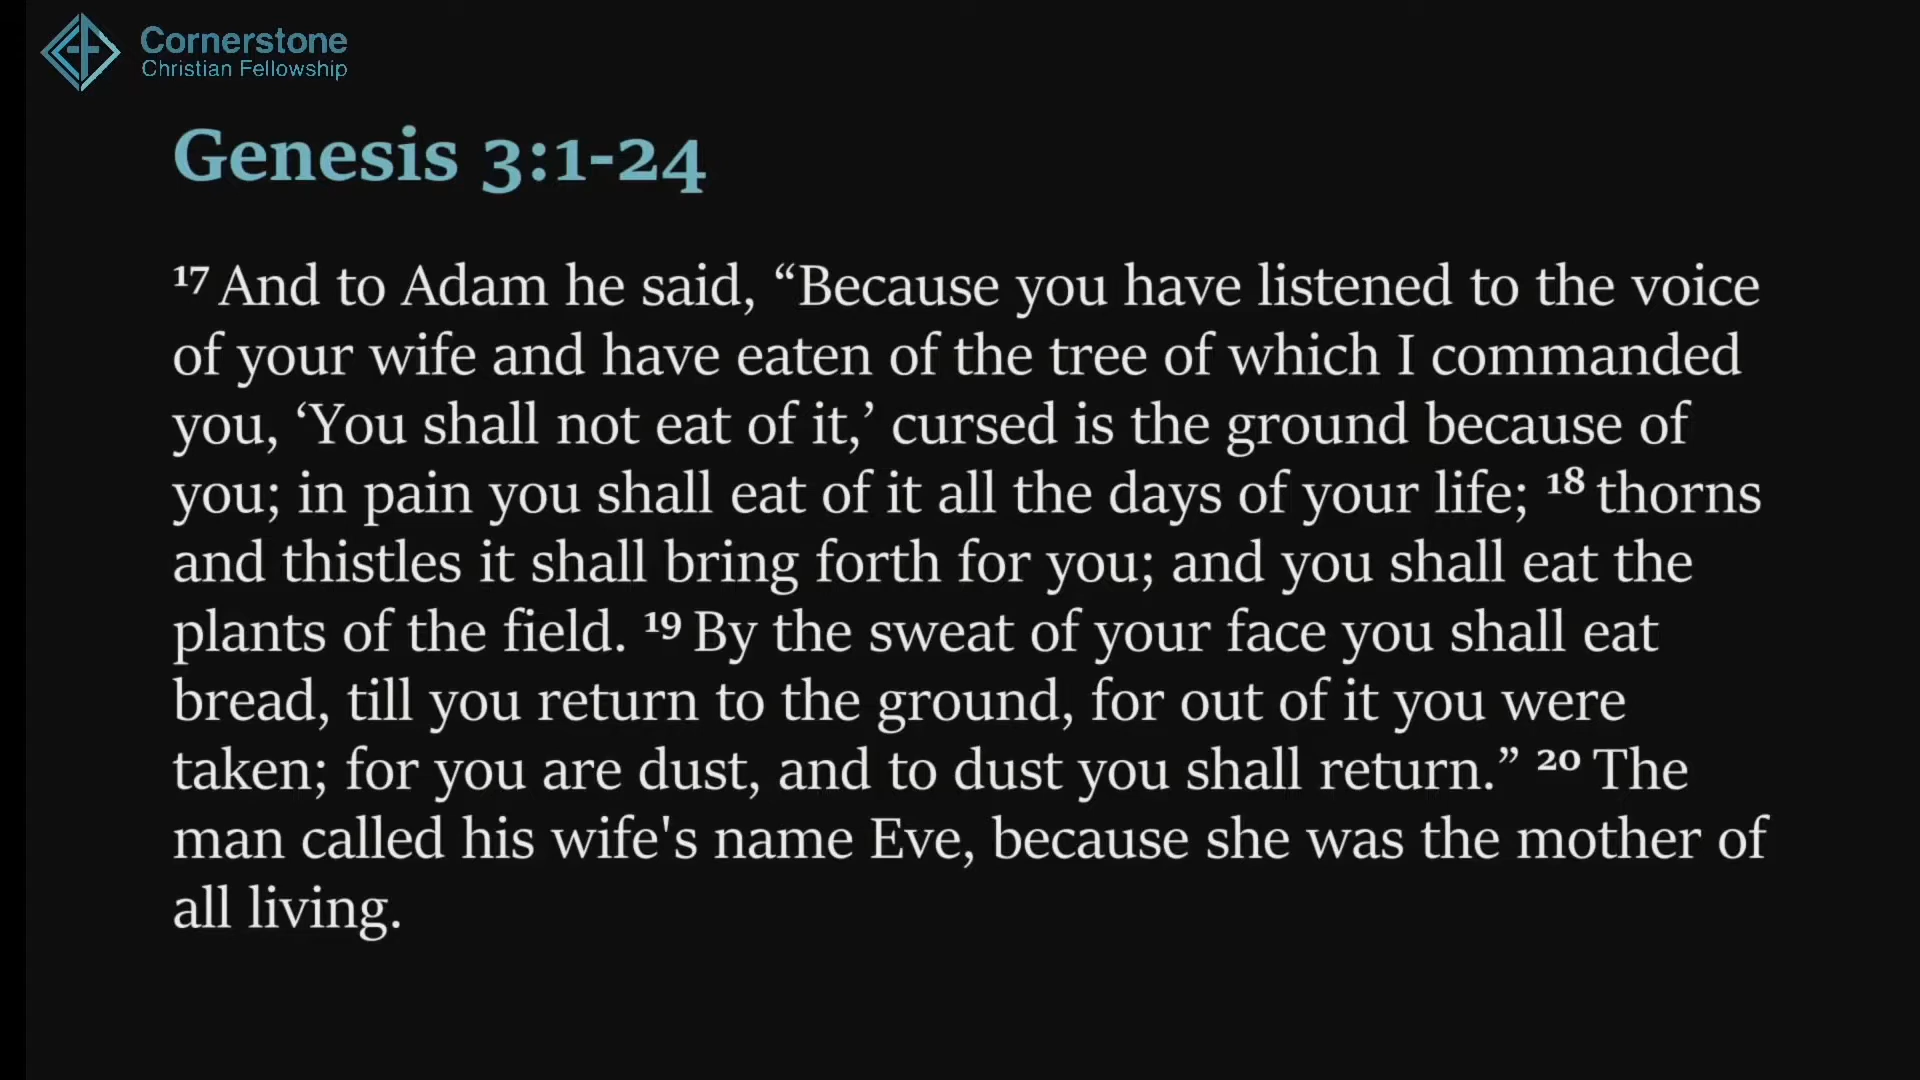 Cornerstone
Christian Fellowship
Genesis 3:1-24
17 And to Adam he said, “Because you have listened to the voice
of your wife and have eaten of the tree of which I commanded
you, ‘You shall not eat of it,’ cursed is the ground because of
you; in pain you shall eat of it all the days of your life; 18 thorns
and thistles it shall bring forth for you; and you shall eat the
plants of the field. 19 By the sweat of your face you shall eat
bread, till you return to the ground, for out of it you were
taken; for you are dust, and to dust you shall return.” 20 The
man called his wife's name Eve, because she was the mother of
all living.